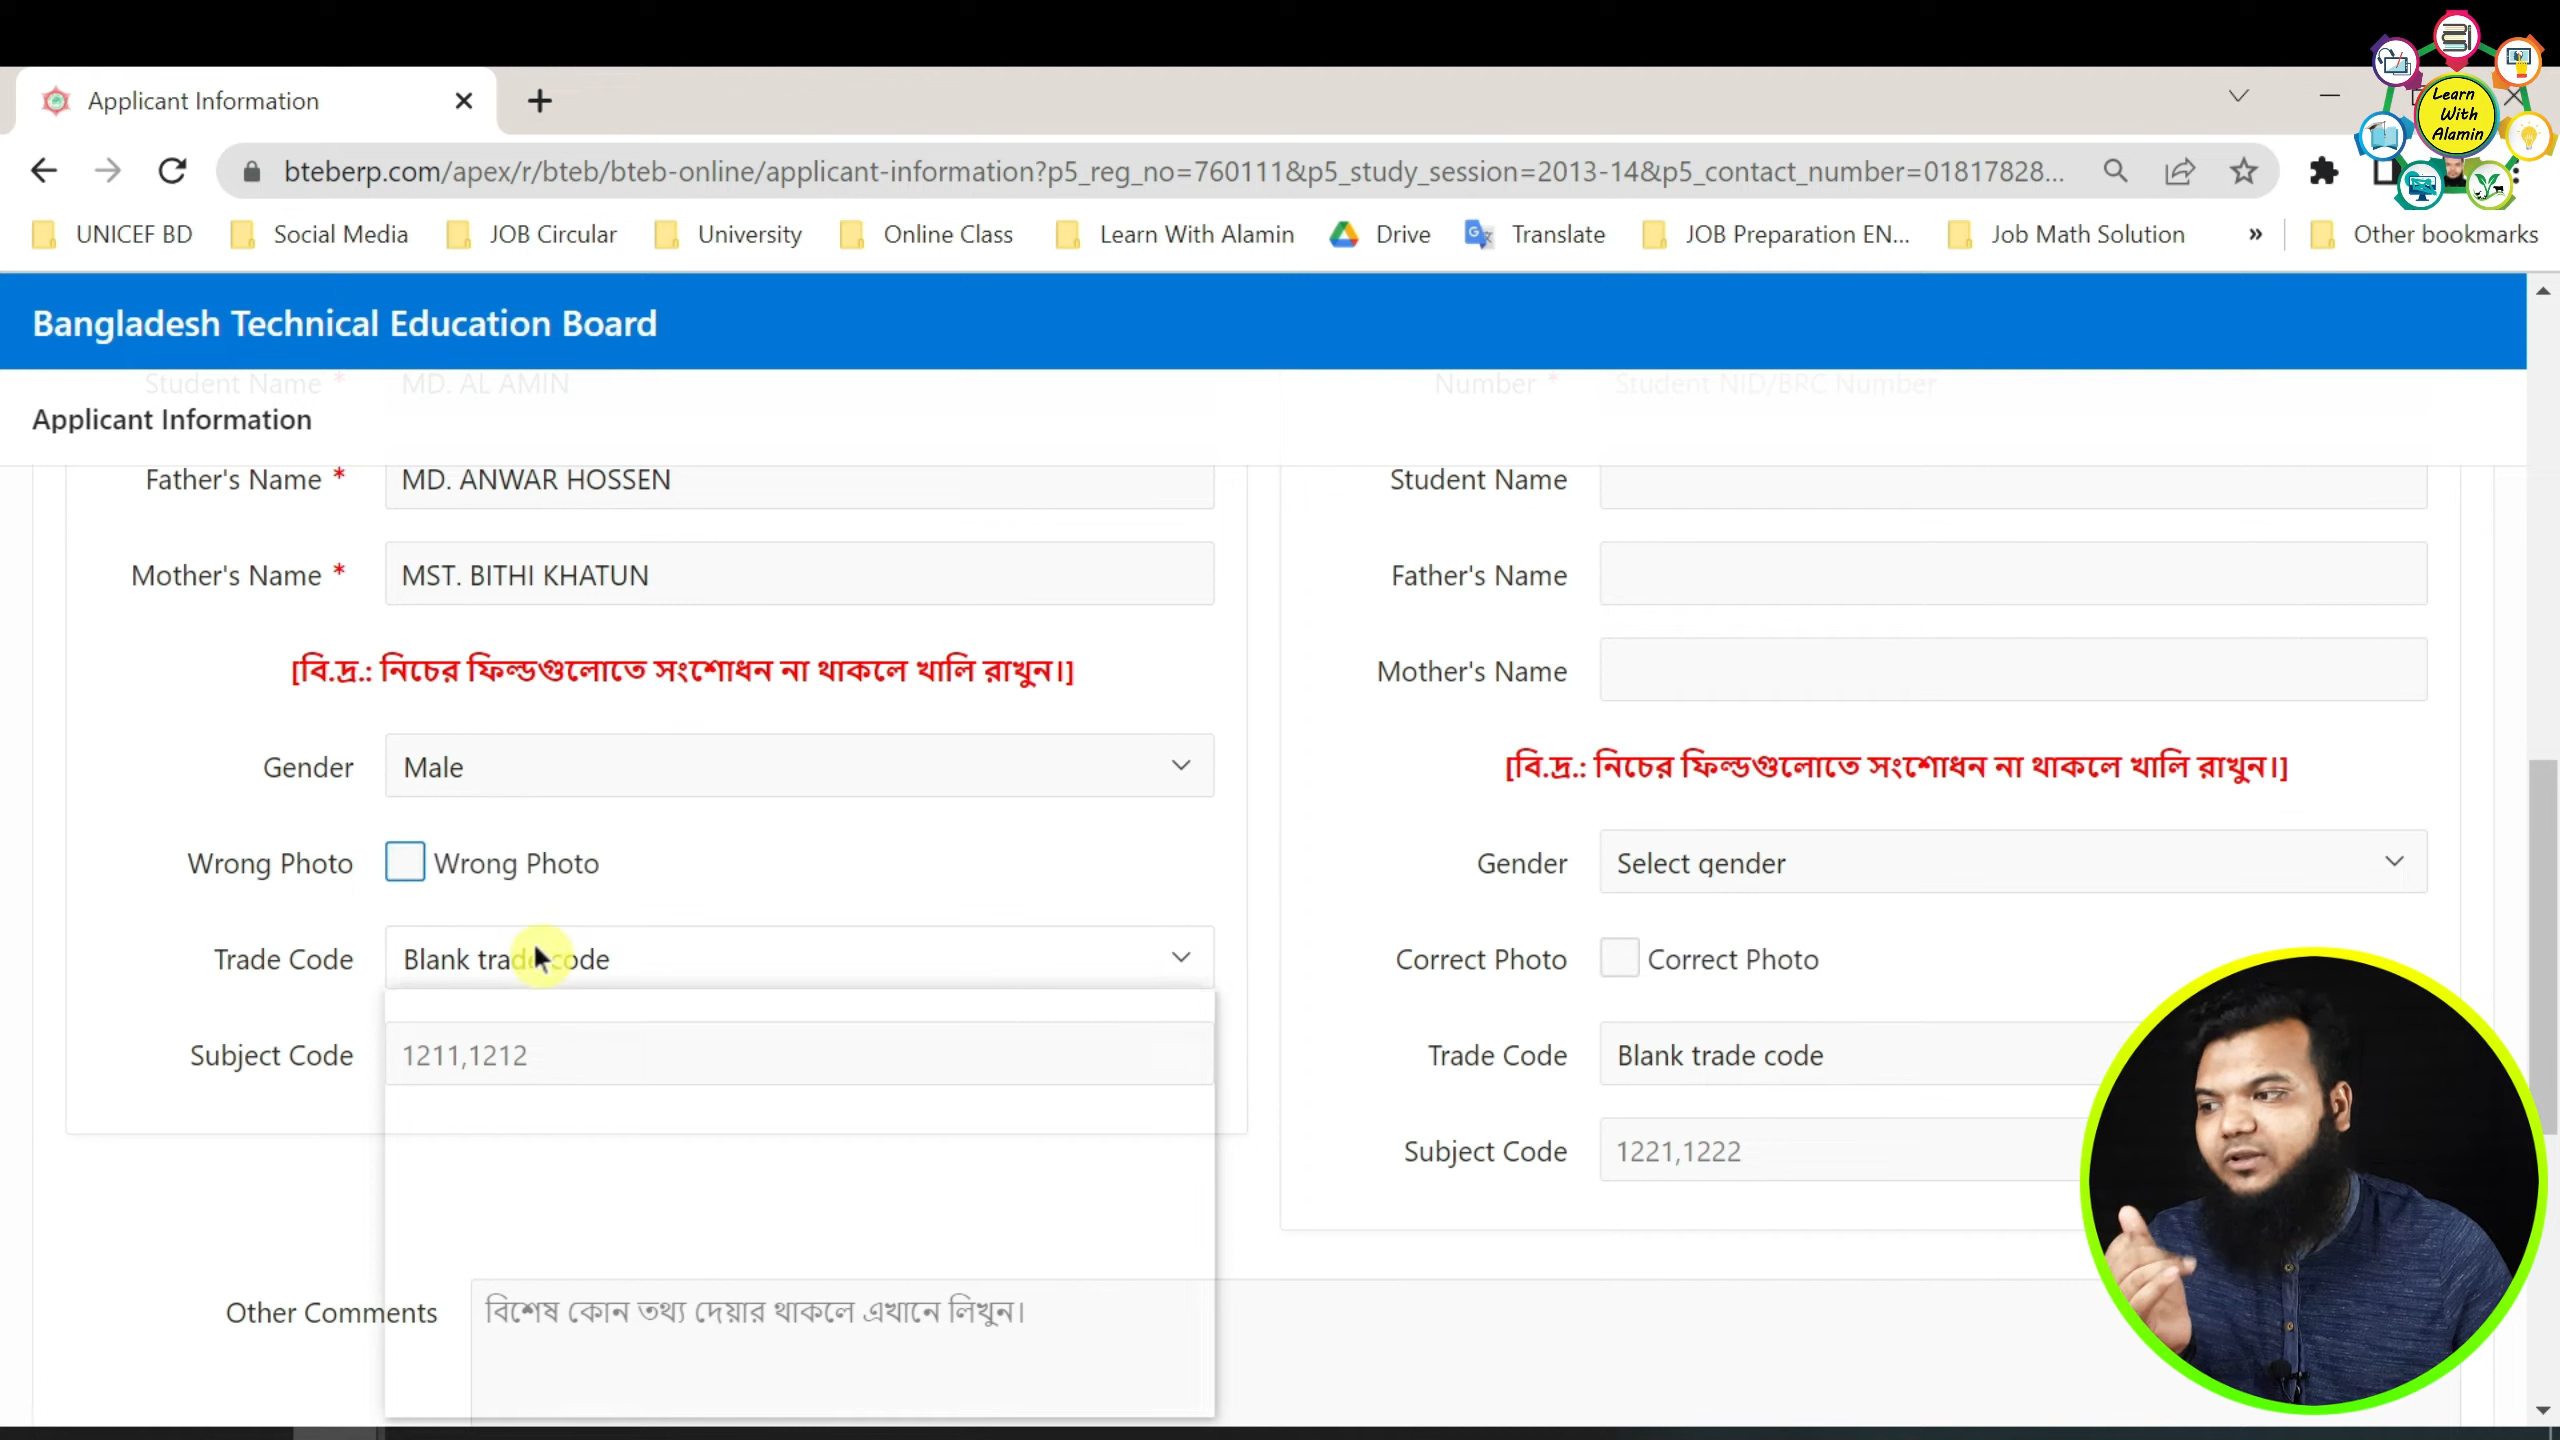 Learn
With
Alamin
Applicant Information
bteberp.com/apex/r/bteb/bteb-online/applicant-information?p5_reg_no=760111&p5_study_session=2013-14&p5_contact_number=01817828...
UNICEF BD Social Media JOB Circular University Online Class Learn With Alamin Drive Translate JOB Preparation EN... Job Math Solution » Other bookmarks
Bangladesh Technical Education Board
Student Name * MD. AL AMIN
Number * Student NID/BRC Number
Applicant Information
Father's Name * MD. ANWAR HOSSEN
Mother's Name * MST. BITHI KHATUN
[বি.দ্র.: নিচের ফিল্ডগুলোতে সংশোধন না থাকলে খালি রাখুন।]
Gender Male
Wrong Photo Wrong Photo
Trade Code Blank trade code
Subject Code 1211,1212
Student Name
Father's Name
Mother's Name
[বি.দ্র.: নিচের ফিল্ডগুলোতে সংশোধন না থাকলে খালি রাখুন।]
Gender Select gender
Correct Photo Correct Photo
Trade Code Blank trade code
Subject Code 1221,1222
Other Comments বিশেষ কোন তথ্য দেয়ার থাকলে এখানে লিখুন।